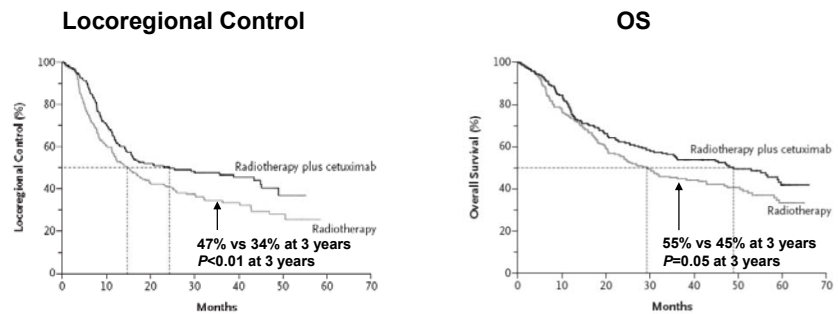 Locoregional Control
100
80
60
40
20
0
Locoregional Control (%)
Radiotherapy plus cetuximab
Radiotherapy
47% vs 34% at 3 years
P<0.01 at 3 years
0 10 20 30 40 50 60 70
Months
OS
100
80
60
40
20
0
Overall Survival (%)
Radiotherapy plus cetuximab
Radiotherapy
55% vs 45% at 3 years
P=0.05 at 3 years
0 10 20 30 40 50 60 70
Months